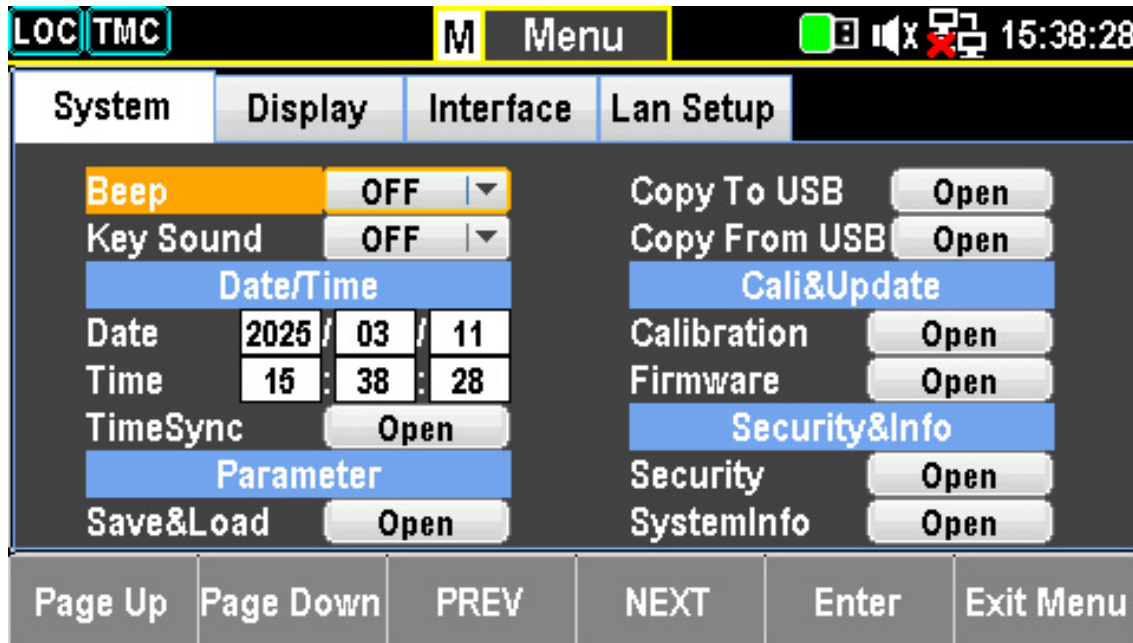 LOC TMC M Menu 15:38:28
System Display Interface Lan Setup
Beep OFF
Key Sound OFF
Date/Time
Date 2025 / 03 / 11
Time 15 : 38 : 28
TimeSync Open
Parameter
Save&Load Open
Copy To USB Open
Copy From USB Open
Cali&Update
Calibration Open
Firmware Open
Security&Info
Security Open
SystemInfo Open
Page Up Page Down PREV NEXT Enter Exit Menu